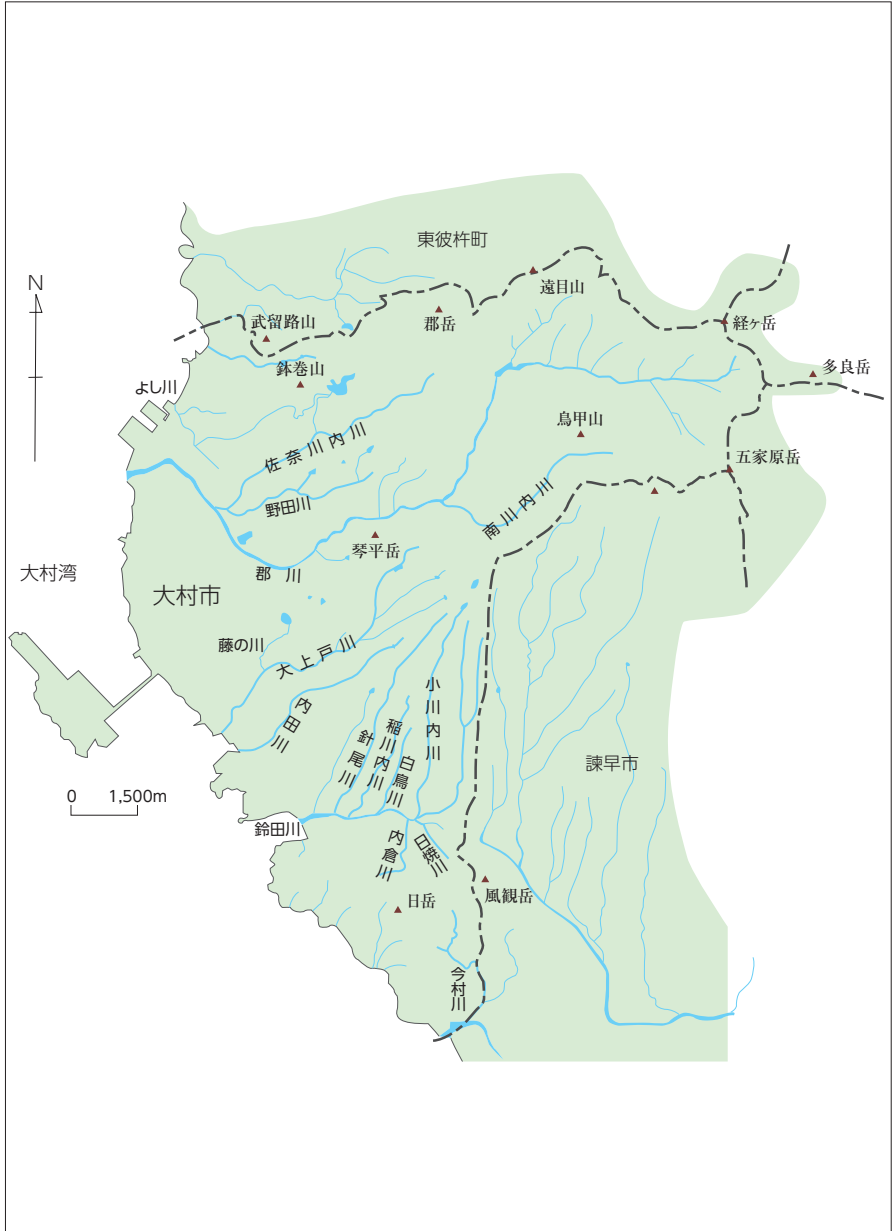 東彼杵町
遠目山
N
武留路山
郡岳
経ヶ岳
多良岳
鉢巻山
よし川
鳥甲山
佐奈川内川
五家原岳
野田川
南川内川
琴平岳
大村湾
郡川
大村市
藤の川
大上戸川
小川内川
内田川
稲川内川
針尾川
白鳥川
諫早市
0 1,500m
鈴田川
内倉川
日焼川
風観岳
日岳
今村川